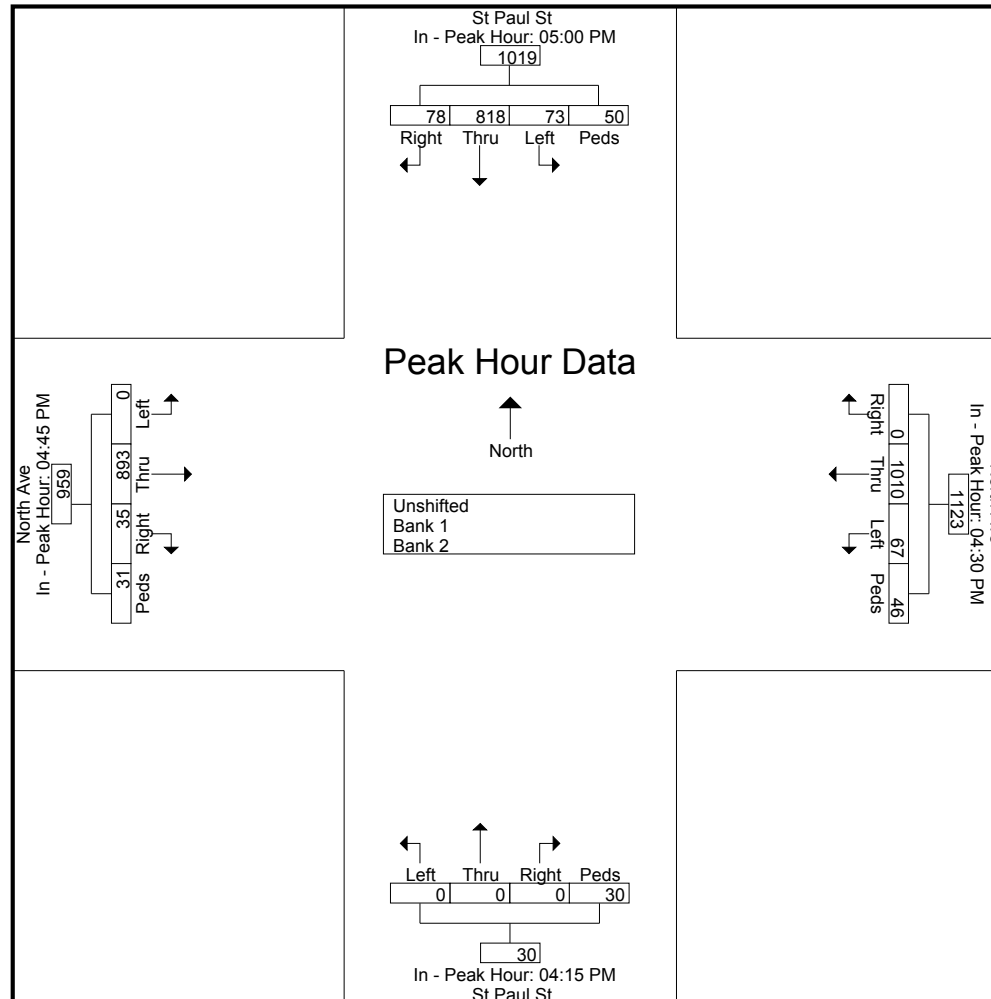 St Paul St
In - Peak Hour: 05:00 PM
1019
78 818 73 50
Right Thru Left Peds
Peak Hour Data
North
Unshifted
Bank 1
Bank 2
North Ave
In - Peak Hour: 04:45 PM
959
0 893 35 31
Left Thru Right Peds
In - Peak Hour: 04:30 PM
1123
0 1010 67 46
Right Thru Left Peds
Left Thru Right Peds
0 0 0 30
30
In - Peak Hour: 04:15 PM
St Paul St